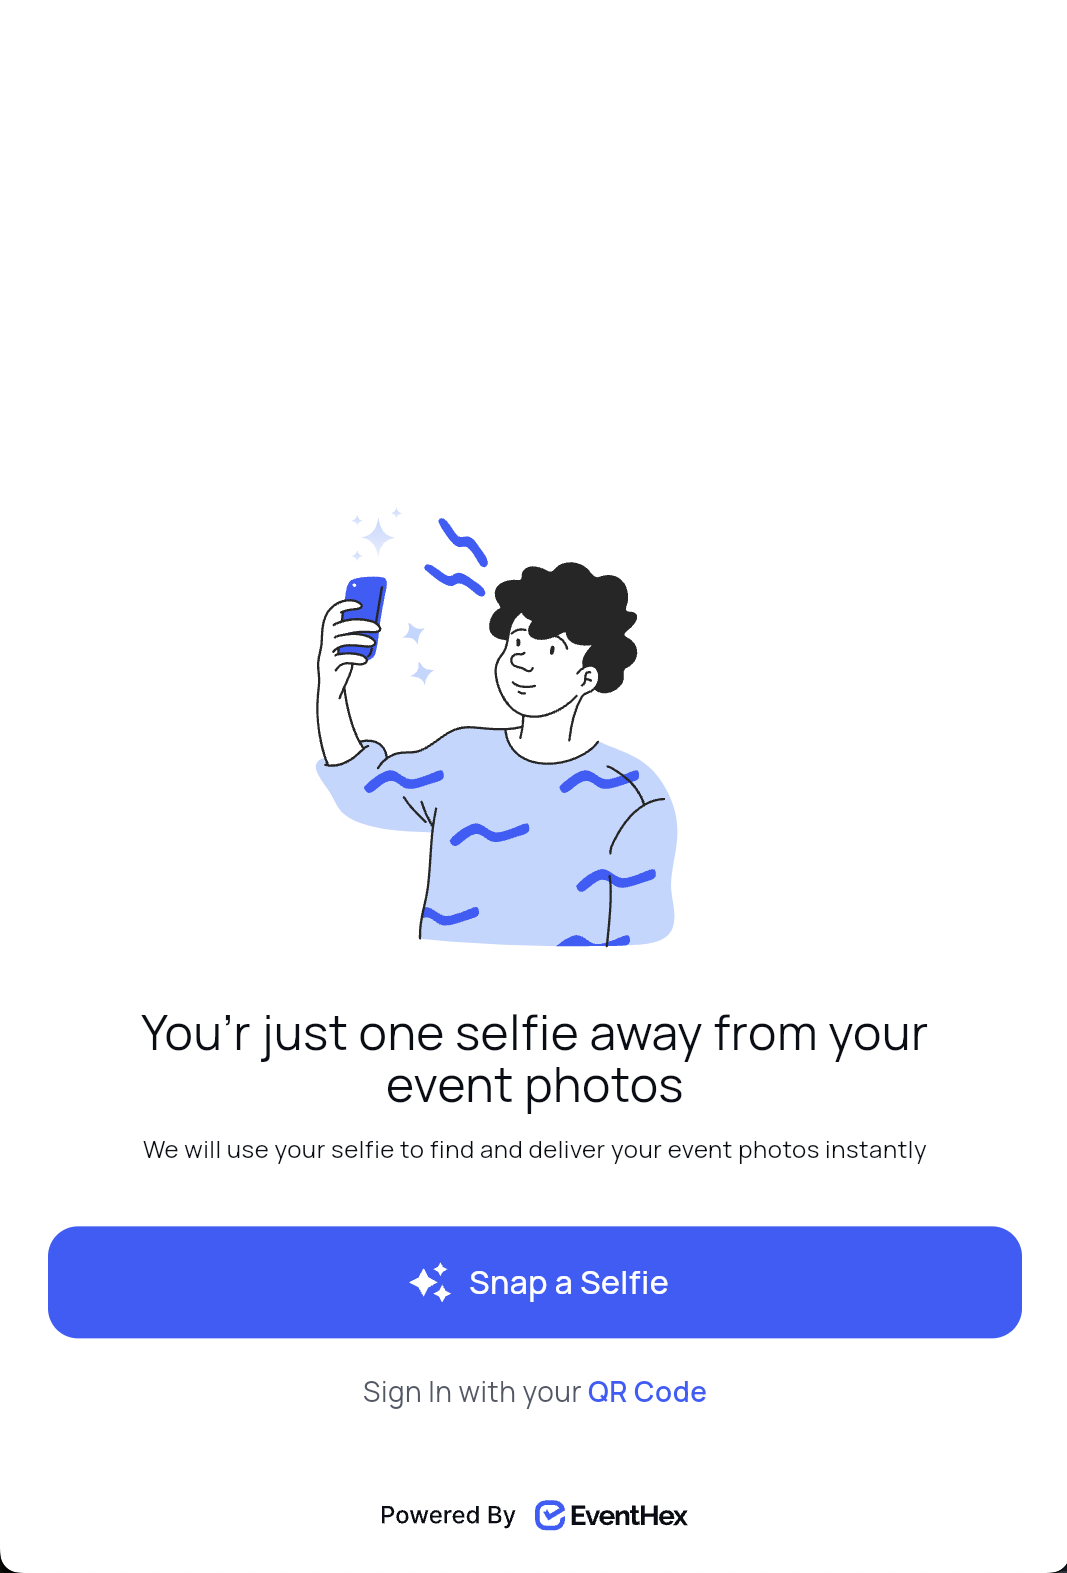 You'r just one selfie away from your
event photos
We will use your selfie to find and deliver your event photos instantly
Snap a Selfie
Sign In with your QR Code
Powered By EventHex